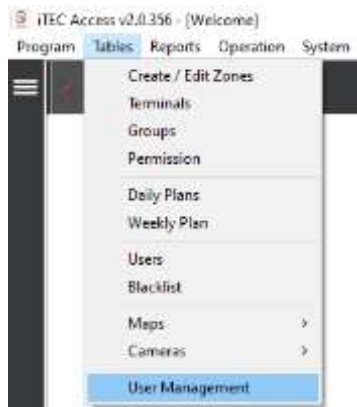 iTEC Access v2.0.356 - [Welcome]
Program Tables Reports Operation System
Create / Edit Zones
Terminals
Groups
Permission
Daily Plans
Weekly Plan
Users
Blacklist
Maps
Cameras
User Management